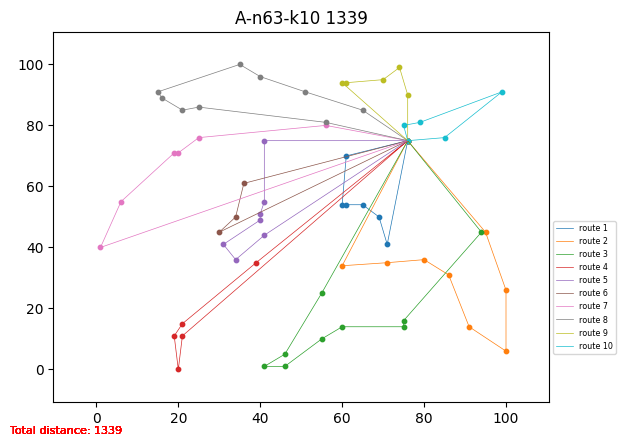 A-n63-k10 1339
100
80
60
40
20
0
0 20 40 60 80 100
route 1
route 2
route 3
route 4
route 5
route 6
route 7
route 8
route 9
route 10
Total distance: 1339